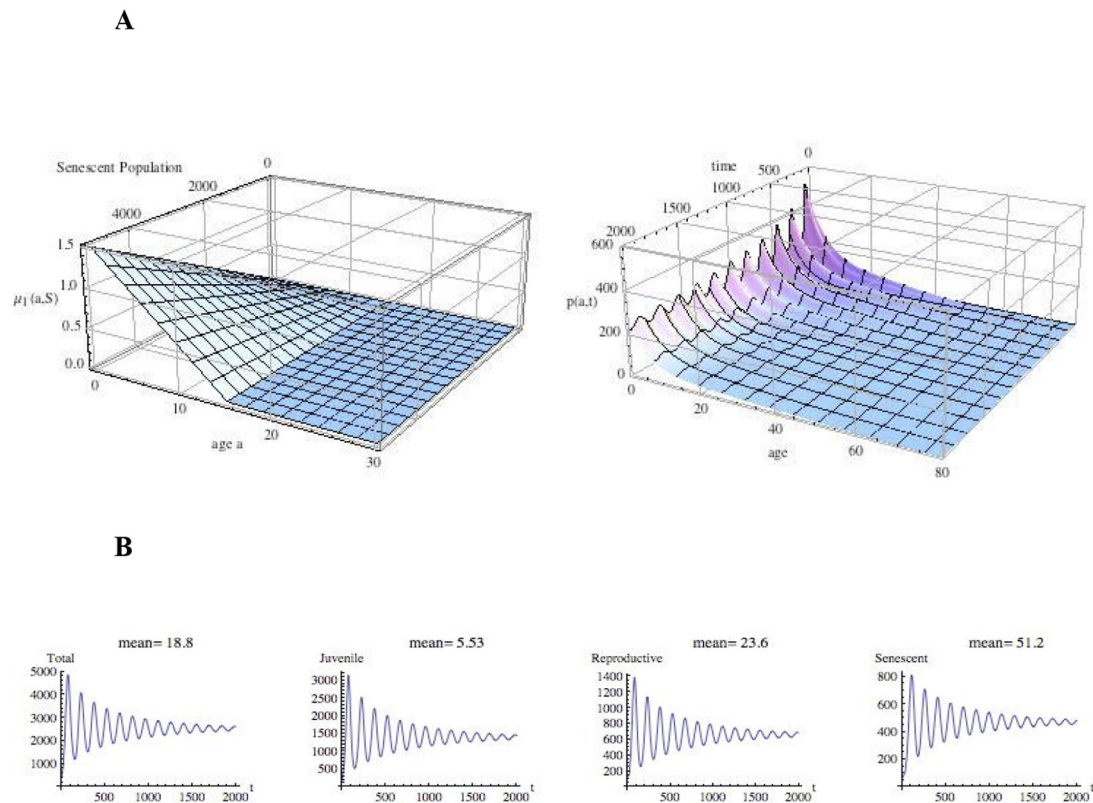 A
Senescent Population
0
2000
4000
1.5
1.0
0.5
0.0
μ1(a,S)
0
10
20
30
age a
time
0
500
1000
1500
2000
600
400
200
0
p(a,t)
0
20
40
60
80
age
B
mean= 18.8
Total
5000
4000
3000
2000
1000
500 1000 1500 2000 t
mean= 5.53
Juvenile
3000
2500
2000
1500
1000
500
500 1000 1500 2000 t
mean= 23.6
Reproductive
1400
1200
1000
800
600
400
200
500 1000 1500 2000 t
mean= 51.2
Senescent
800
600
400
200
500 1000 1500 2000 t